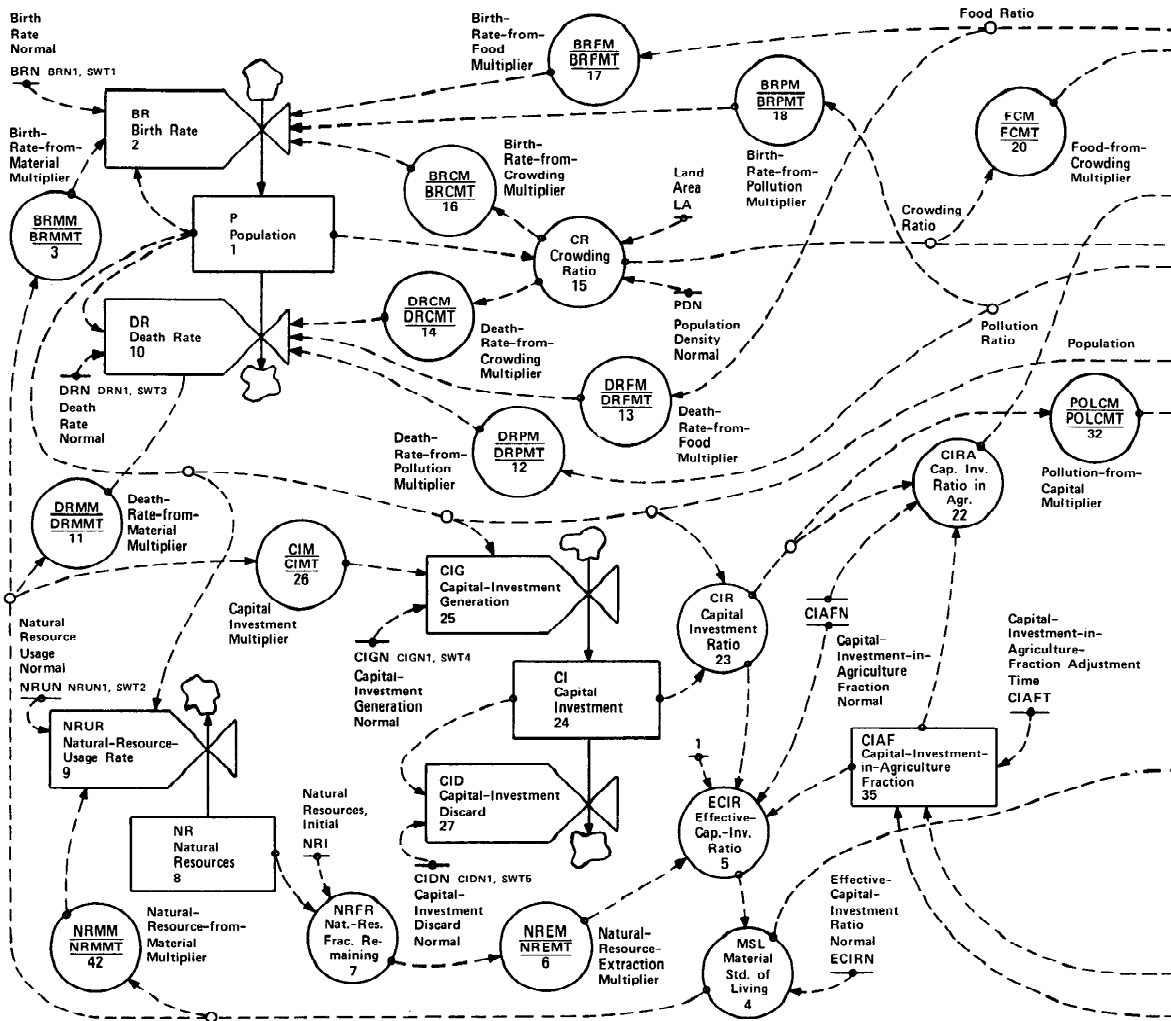 Birth
Rate
Normal
BRN BRN1, SWT1
BR
Birth Rate
2
Birth-
Rate-from-
Food
Multiplier
BRFM
BRFMT
17
Food Ratio
BRPM
BRPMT
18
FCM
FCMT
20
Birth-
Rate-from-
Material
Multiplier
BRMM
BRMMT
3
Birth-
Rate-from-
Crowding
Multiplier
BRCM
BRCMT
16
Land
Area
LA
Birth-
Rate-from-
Pollution
Multiplier
Food-from-
Crowding
Multiplier
P
Population
1
CR
Crowding
Ratio
15
Crowding
Ratio
PDN
Population
Density
Normal
DR
Death Rate
10
DRCM
DRCMT
14
Death-
Rate-from-
Crowding
Multiplier
Pollution
Ratio
Population
DRN DRN1, SWT3
Death
Rate
Normal
DRFM
DRFMT
13
Death-
Rate-from-
Food
Multiplier
Death-
Rate-from-
Pollution
Multiplier
DRPM
DRPMT
12
POLCM
POLCMT
32
Pollution-from-
Capital
Multiplier
CIRA
Cap. Inv.
Ratio in
Agr.
22
DRMM
DRMMT
11
Death-
Rate-from-
Material
Multiplier
CIM
CIMT
26
Capital
Investment
Multiplier
CIG
Capital-Investment
Generation
25
CIR
Capital
Investment
Ratio
23
CIAFN
Capital-
Investment-
in-Agriculture
Fraction
Normal
Capital-
Investment-in-
Agriculture-
Fraction Adjustment
Time
CIAFT
Natural
Resource
Usage
Normal
NRUN NRUN1, SWT2
CIGN CIGN1, SWT4
Capital-
Investment
Generation
Normal
CI
Capital
Investment
24
NRUR
Natural-Resource-
Usage Rate
9
1
CIAF
Capital-Investment-
in-Agriculture
Fraction
35
CID
Capital-Investment
Discard
27
ECIR
Effective-
Cap.-Inv.
Ratio
5
Natural
Resources,
Initial
NRI
NR
Natural
Resources
8
CIDN CIDN1, SWT5
Capital-
Investment
Discard
Normal
NRMM
NRMMT
42
Natural-
Resource-from-
Material
Multiplier
NRFR
Nat.-Res.
Frac. Re-
maining
7
NREM
NREMT
6
Natural-
Resource-
Extraction
Multiplier
MSL
Material
Std. of
Living
4
Effective-
Capital-
Investment
Ratio
Normal
ECIRN